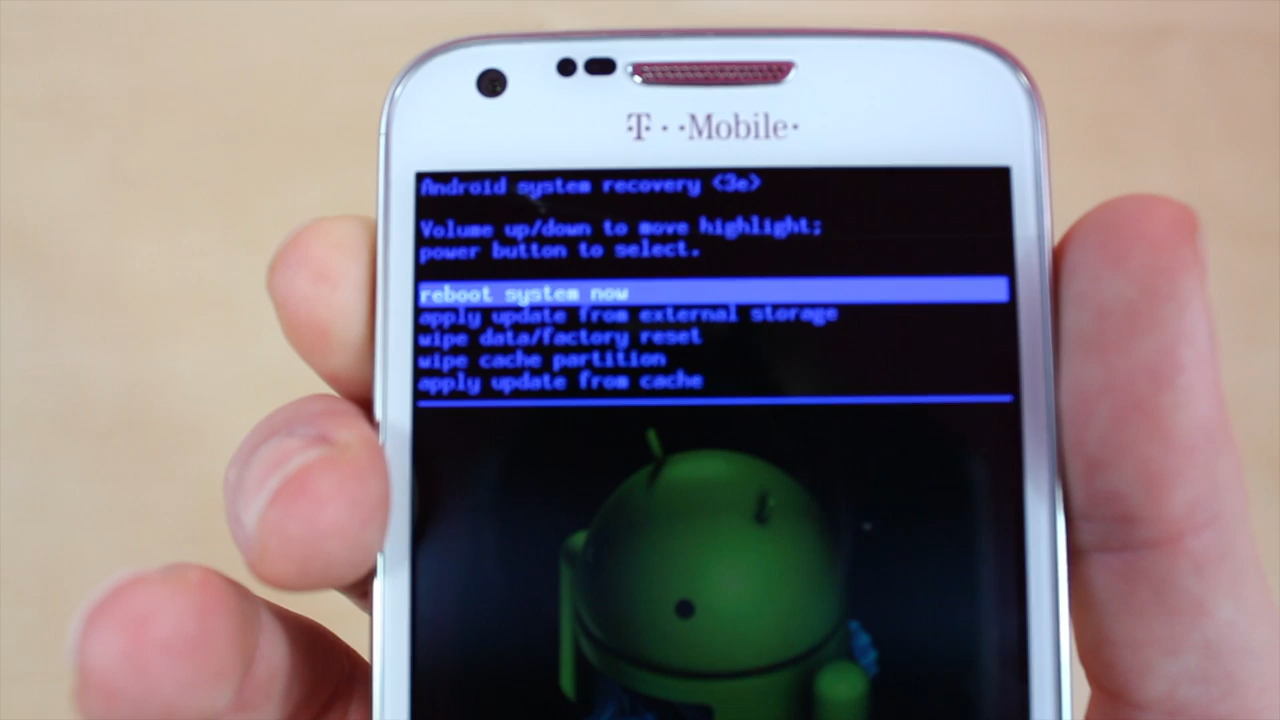 T··Mobile·
Android system recovery <3e>
Volume up/down to move highlight;
power button to select.
reboot system now
apply update from external storage
wipe data/factory reset
wipe cache partition
apply update from cache